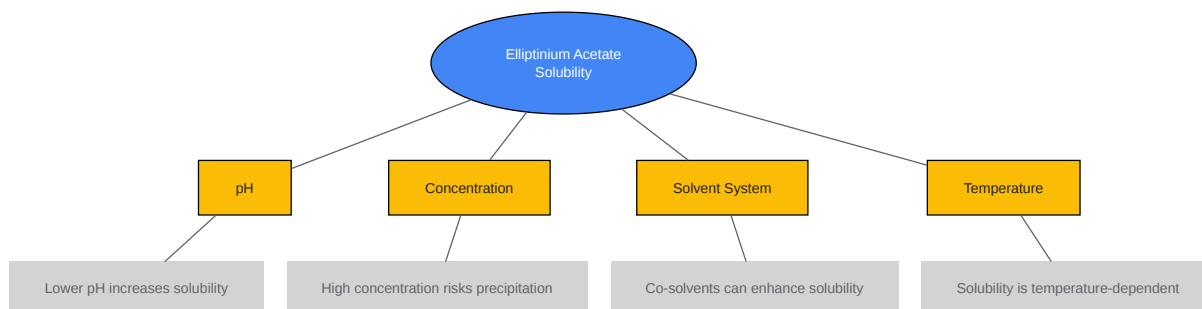 Elliptinium Acetate
Solubility
pH
Concentration
Solvent System
Temperature
Lower pH increases solubility
High concentration risks precipitation
Co-solvents can enhance solubility
Solubility is temperature-dependent